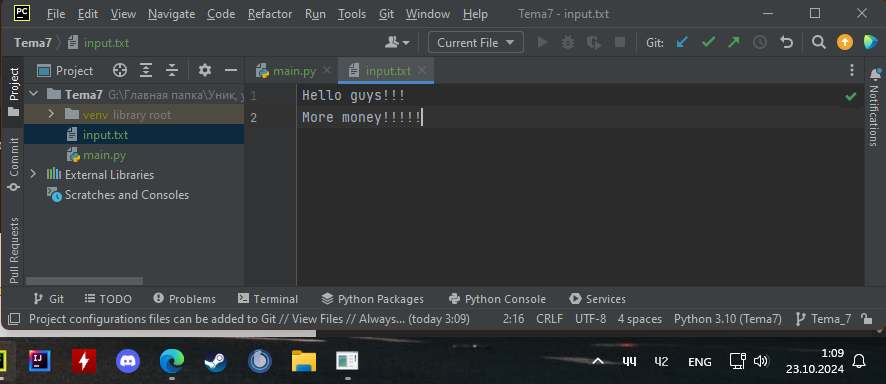 PC File Edit View Navigate Code Refactor Run Tools Git Window Help Tema7 - input.txt
Tema7 input.txt Current File Git:
Project main.py input.txt
Project
Commit
Pull Requests
Notifications
Tema7 G:\Главная папка\Уник, у
venv library root
input.txt
main.py
External Libraries
Scratches and Consoles
1 Hello guys!!!
2 More money!!!!!
Git TODO Problems Terminal Python Packages Python Console Services
Project configurations files can be added to Git // View Files // Always... (today 3:09) 2:16 CRLF UTF-8 4 spaces Python 3.10 (Tema7) Tema_7
IJ ENG 1:09
23.10.2024